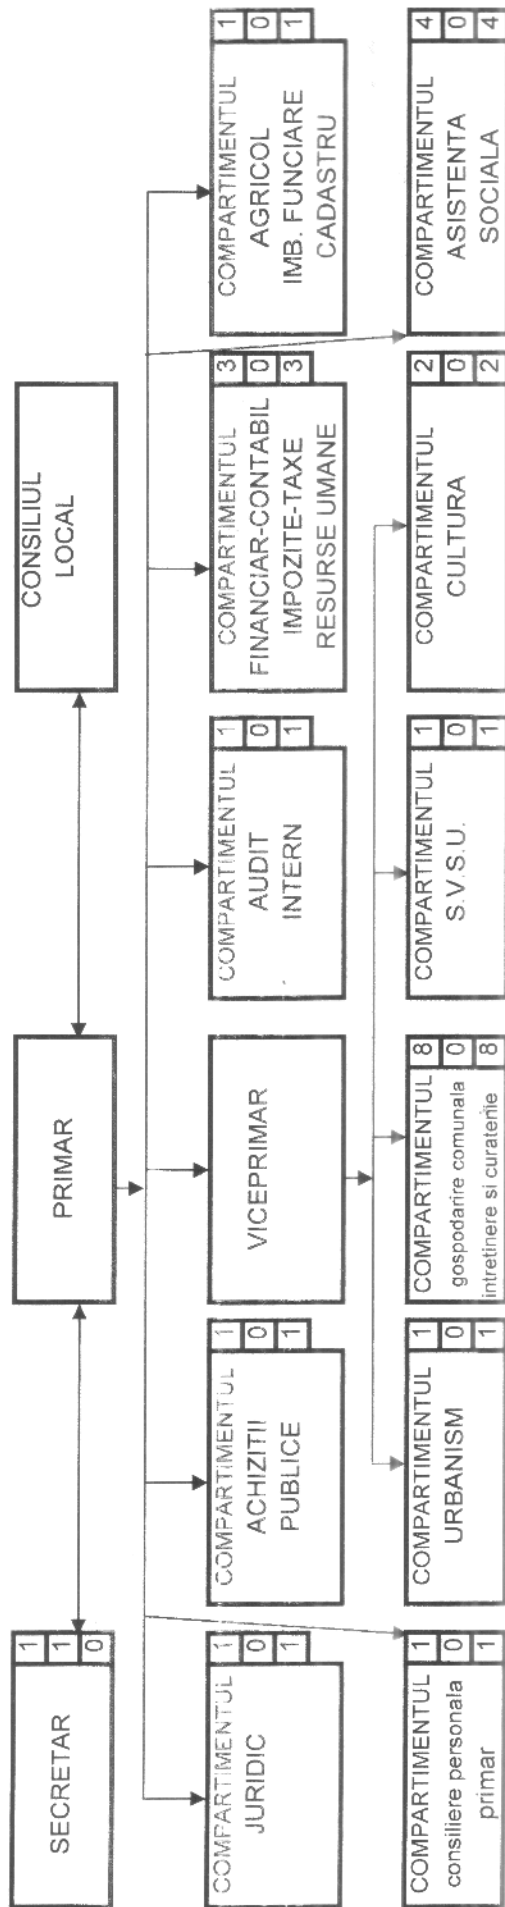 SECRETAR
1
1
0
PRIMAR
CONSILIUL
LOCAL
COMPARTIMENTUL
JURIDIC
1
0
1
COMPARTIMENTUL
ACHIZITII
PUBLICE
1
0
1
VICEPRIMAR
COMPARTIMENTUL
AUDIT
INTERN
1
0
1
COMPARTIMENTUL
FINANCIAR-CONTABIL
IMPOZITE-TAXE
RESURSE UMANE
3
0
3
COMPARTIMENTUL
AGRICOL
IMB. FUNCIARE
CADASTRU
1
0
1
COMPARTIMENTUL
consiliere personala
primar
1
0
1
COMPARTIMENTUL
URBANISM
1
0
1
COMPARTIMENTUL
gospodarire comunala
intretinere si curatenie
8
0
8
COMPARTIMENTUL
S.V.S.U.
1
0
1
COMPARTIMENTUL
CULTURA
2
0
2
COMPARTIMENTUL
ASISTENTA
SOCIALA
4
0
4